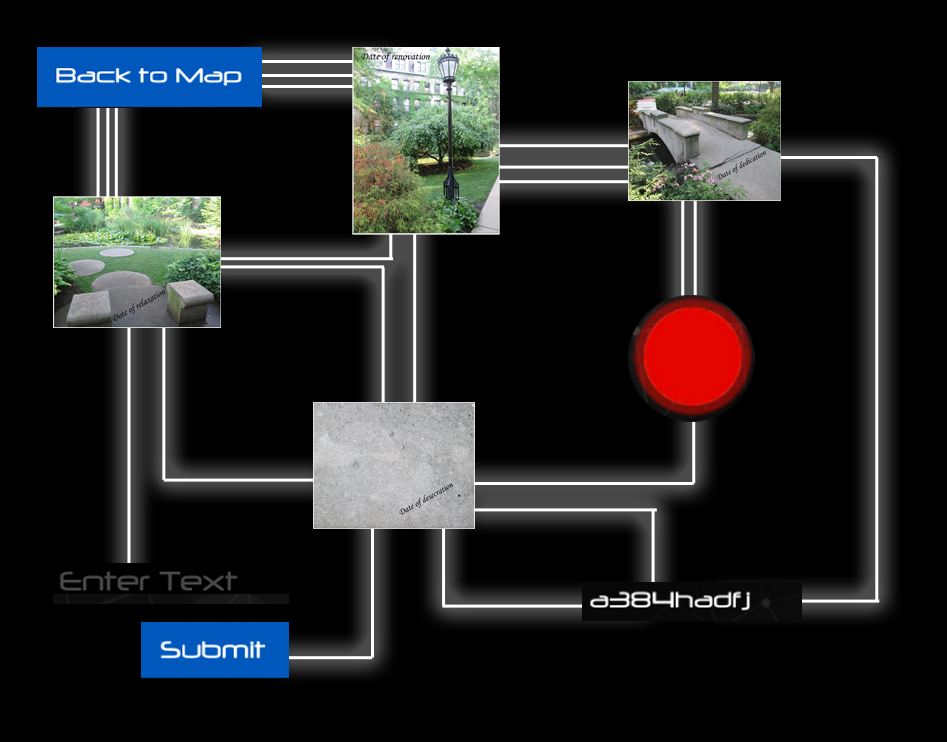 Back to Map
Date of renovation
Date of dedication
Date of relaxation
Date of desecration
Enter Text
a384hadfj
Submit